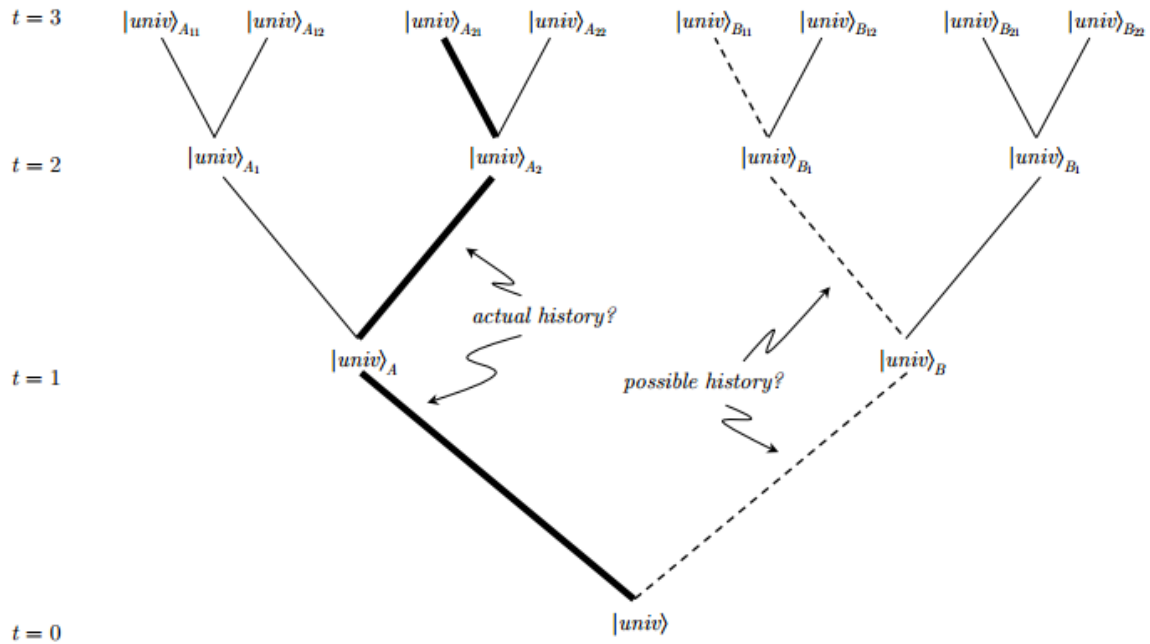 t = 3 |univ⟩A11 |univ⟩A12 |univ⟩A21 |univ⟩A22 |univ⟩B11 |univ⟩B12 |univ⟩B21 |univ⟩B22
t = 2 |univ⟩A1 |univ⟩A2 |univ⟩B1 |univ⟩B1
actual history?
|univ⟩A |univ⟩B
t = 1
possible history?
|univ⟩
t = 0